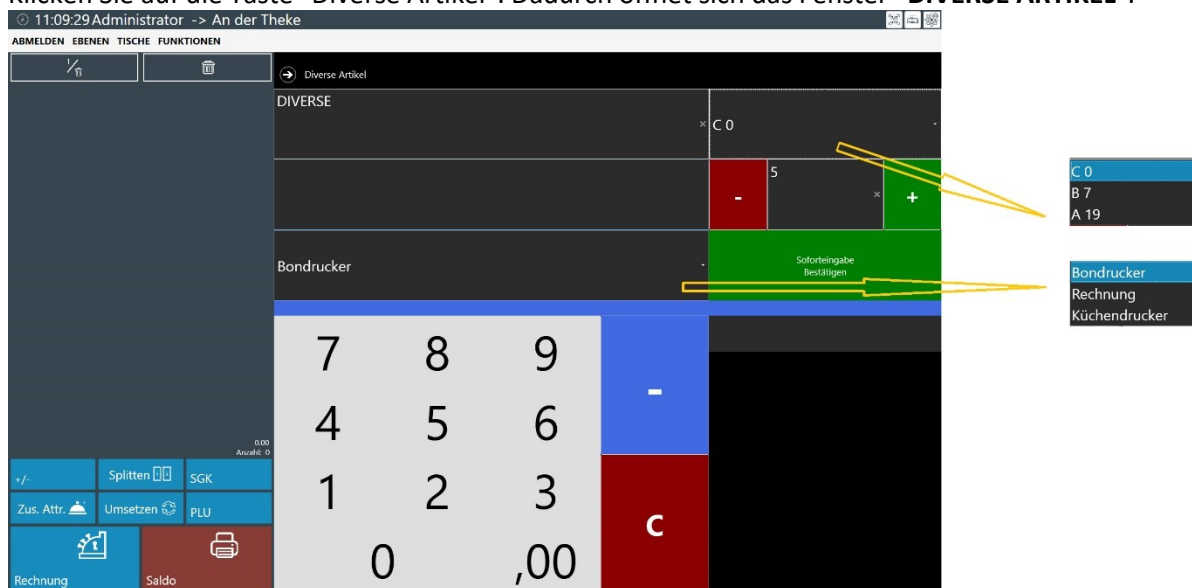 Klicken Sie auf die Taste "Diverse Artikel". Dadurch öffnet sich das Fenster "DIVERSE ARTIKEL".
11:09:29 Administrator -> An der Theke
ABMELDEN EBENEN TISCHE FUNKTIONEN
1/
Diverse Artikel
DIVERSE
×
C 0
-
5
×
+
C 0
B 7
A 19
Bondrucker
Soforteingabe
Bestätigen
Bondrucker
Rechnung
Küchendrucker
7 8 9
-
4 5 6
0.00
Anzahl: 0
+/- Splitten SGK
1 2 3
C
Zus. Attr. Umsetzen PLU
0 ,00
Rechnung Saldo